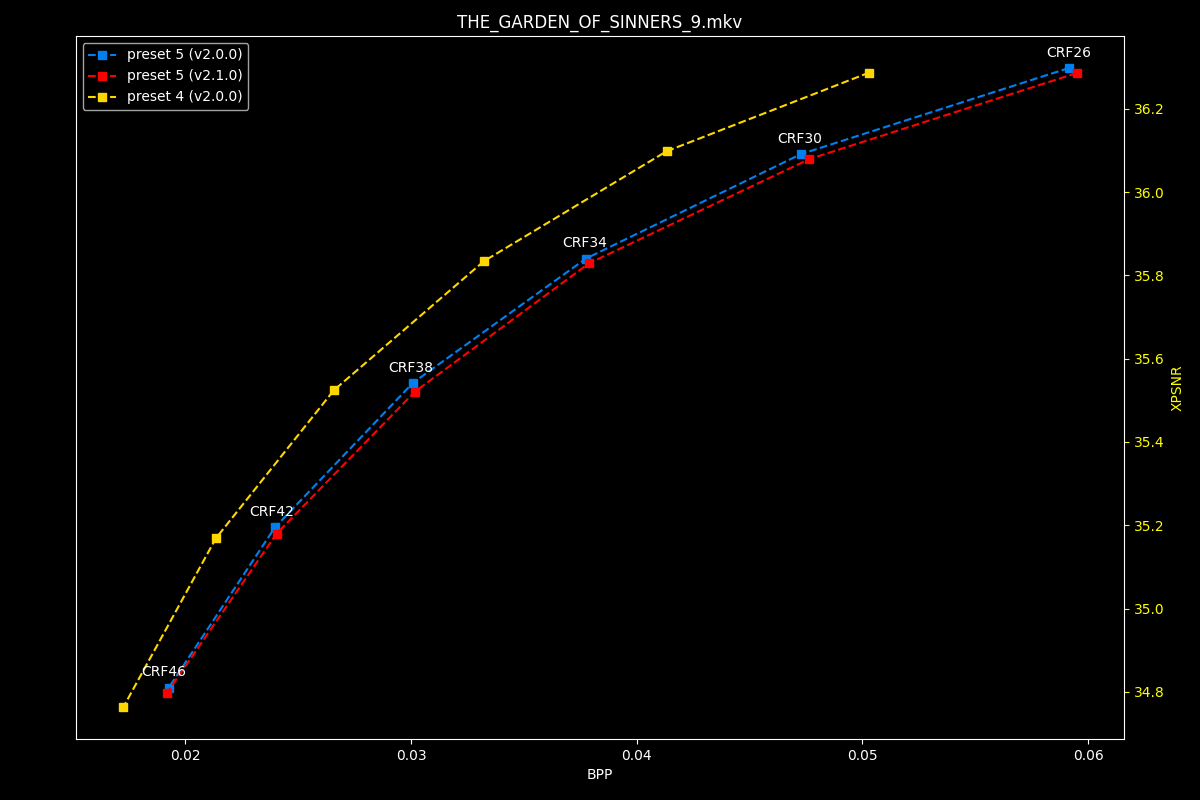 THE_GARDEN_OF_SINNERS_9.mkv
preset 5 (v2.0.0)
preset 5 (v2.1.0)
preset 4 (v2.0.0)
CRF26
CRF30
CRF34
CRF38
CRF42
CRF46
36.2
36.0
35.8
35.6
35.4
35.2
35.0
34.8
XPSNR
0.02
0.03
0.04
0.05
0.06
BPP